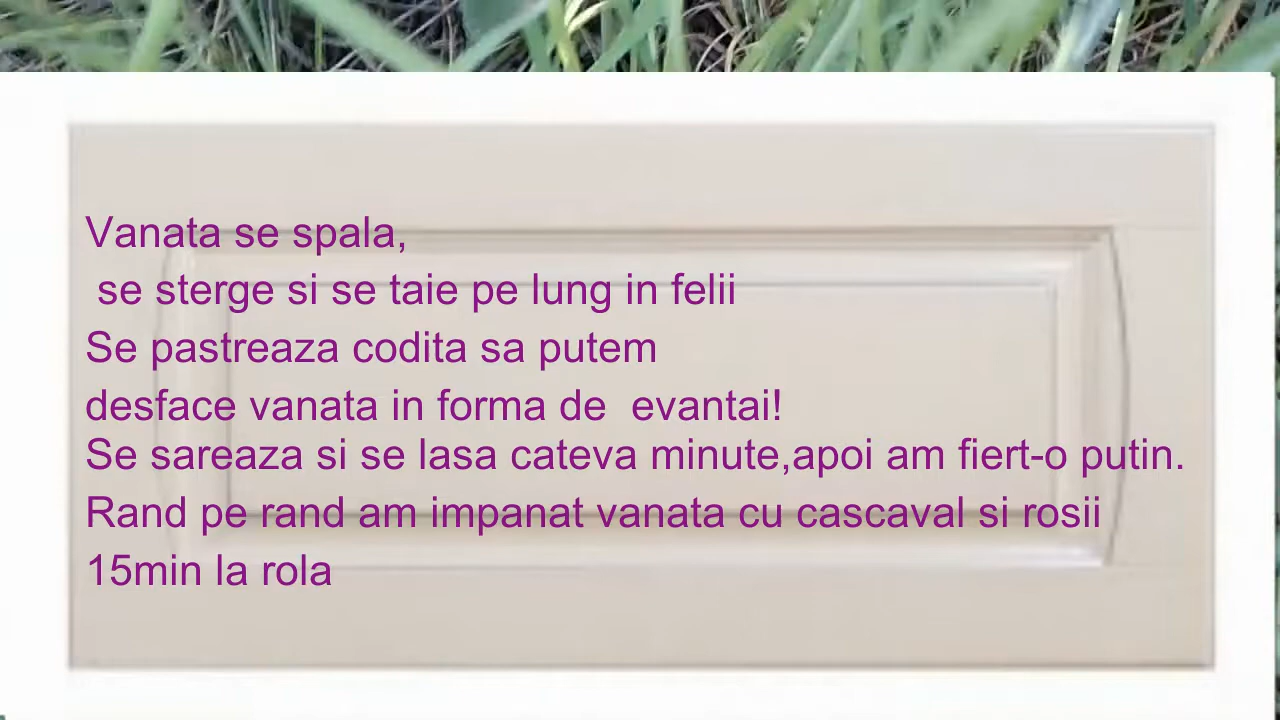 Vanata se spala,
se sterge si se taie pe lung in felii
Se pastreaza codita sa putem
desface vanata in forma de  evantai!
Se sareaza si se lasa cateva minute,apoi am fiert-o putin.
Rand pe rand am impanat vanata cu cascaval si rosii
15min la rola